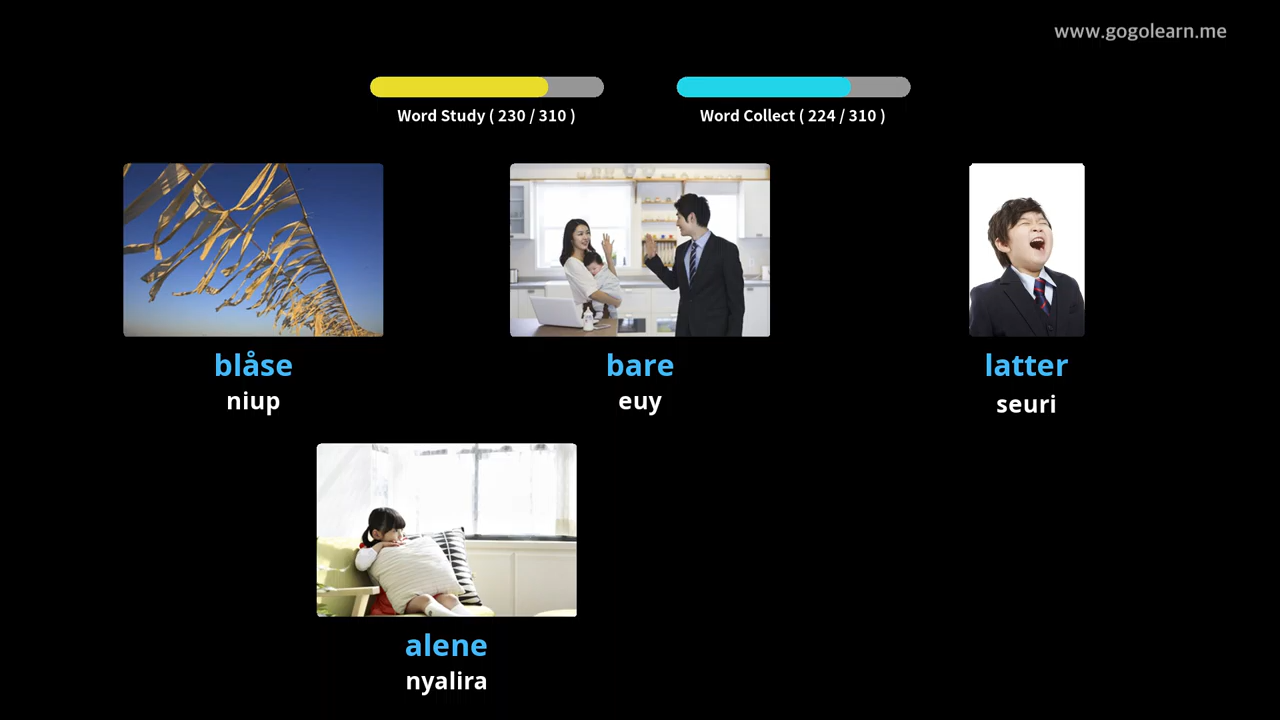 www.gogolearn.me
Word Study ( 230 / 310 )
Word Collect ( 224 / 310 )
blåse
niup
bare
euy
latter
seuri
alene
nyalira